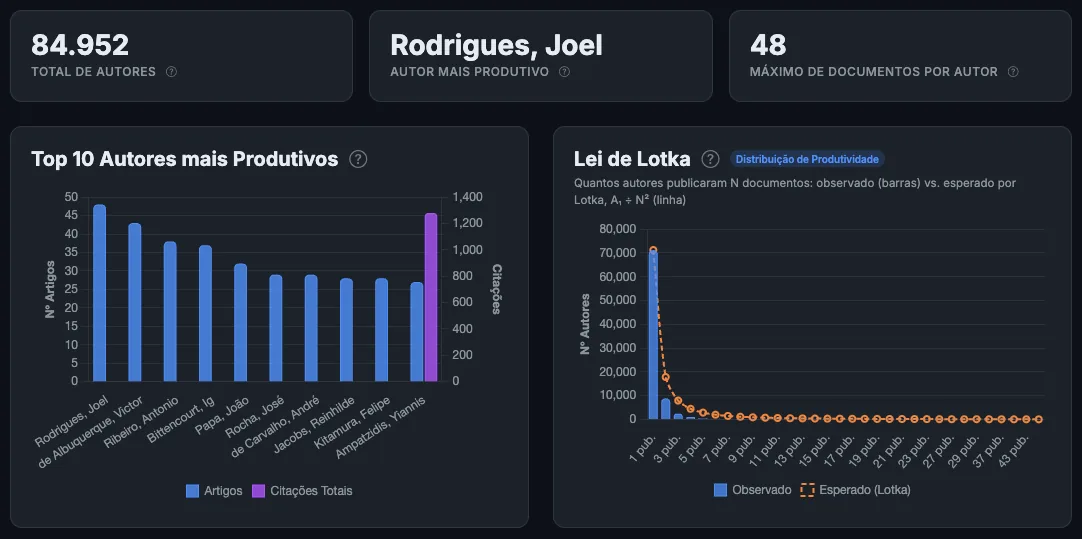 84.952
TOTAL DE AUTORES ?
Rodrigues, Joel
AUTOR MAIS PRODUTIVO ?
48
MÁXIMO DE DOCUMENTOS POR AUTOR ?
Top 10 Autores mais Produtivos ?
50
45
40
35
30
25
20
15
10
5
0
Nº Artigos
1,400
1,200
1,000
800
600
400
200
0
Citações
Rodrigues, Joel
de Albuquerque, Victor
Ribeiro, Antonio
Bittencourt, Ig
Papa, João
Rocha, José
de Carvalho, André
Jacobs, Reinhilde
Kitamura, Felipe
Ampatzidis, Yiannis
Artigos
Citações Totais
Lei de Lotka ? Distribuição de Produtividade
Quantos autores publicaram N documentos: observado (barras) vs. esperado por
Lotka, A₁ ÷ N² (linha)
80,000
70,000
60,000
50,000
40,000
30,000
20,000
10,000
0
Nº Autores
1 pub.
3 pub.
5 pub.
7 pub.
9 pub.
11 pub.
13 pub.
15 pub.
17 pub.
19 pub.
21 pub.
23 pub.
27 pub.
29 pub.
37 pub.
43 pub.
Observado
Esperado (Lotka)